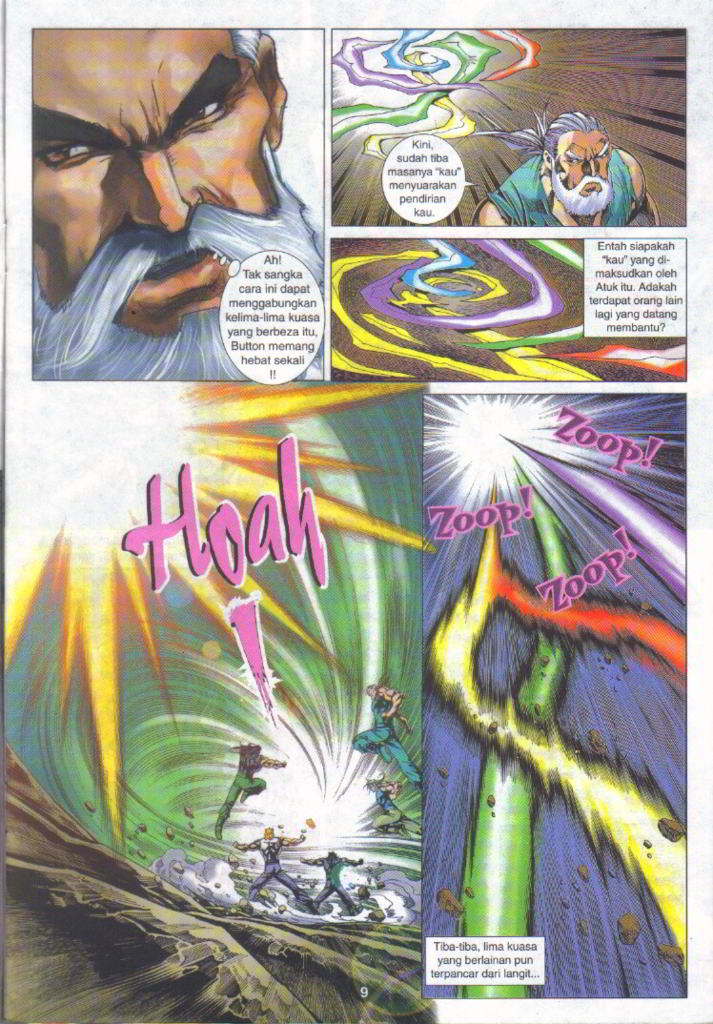 Ah!
Tak sangka
cara ini dapat
menggabungkan
kelima-lima kuasa
yang berbeza itu,
Button memang
hebat sekali
!!
Kini,
sudah tiba
masanya "kau"
menyuarakan
pendirian
kau.
Entah siapakah
"kau" yang di-
maksudkan oleh
Atuk itu. Adakah
terdapat orang lain
lagi yang datang
membantu?
Hoah
!
Zoop!
Zoop!
Zoop!
Tiba-tiba, lima kuasa
yang berlainan pun
terpancar dari langit...
9